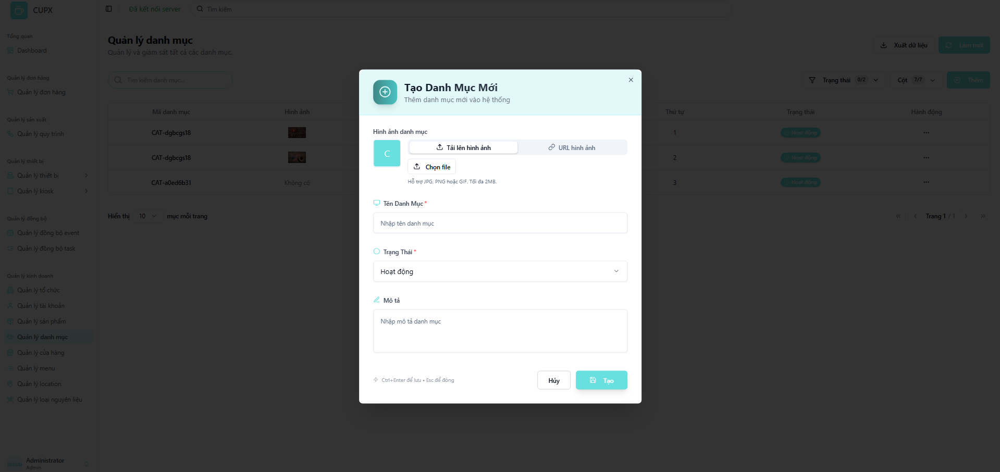 CUPX
Đã kết nối server
Tìm kiếm
Tổng quan
Dashboard
Quản lý đơn hàng
Quản lý đơn hàng
Quản lý sản xuất
Quản lý quy trình
Quản lý thiết bị
Quản lý thiết bị
Quản lý kiosk
Quản lý đồng bộ
Quản lý đồng bộ event
Quản lý đồng bộ task
Quản lý kinh doanh
Quản lý tổ chức
Quản lý tài khoản
Quản lý sản phẩm
Quản lý danh mục
Quản lý cửa hàng
Quản lý menu
Quản lý location
Quản lý loại nguyên liệu
Administrator
Admin
Quản lý danh mục
Quản lý và giám sát tất cả các danh mục.
Xuất dữ liệu
Làm mới
Tìm kiếm danh mục...
Trạng thái 0/2
Cột 7/7
Thêm
Mã danh mục Hình ảnh Thứ tự Trạng thái Hành động
CAT-dgbcgs18 1 Hoạt động
CAT-dgbcgs18 2 Hoạt động
CAT-a0ed6b31 Không có 3 Hoạt động
Hiển thị 10 mục mỗi trang
Trang 1 / 1
Tạo Danh Mục Mới
Thêm danh mục mới vào hệ thống
Hình ảnh danh mục
C
Tải lên hình ảnh
URL hình ảnh
Chọn file
Hỗ trợ JPG, PNG hoặc GIF. Tối đa 2MB.
Tên Danh Mục *
Nhập tên danh mục
Trạng Thái *
Hoạt động
Mô tả
Nhập mô tả danh mục
Ctrl+Enter để lưu • Esc để đóng
Hủy
Tạo